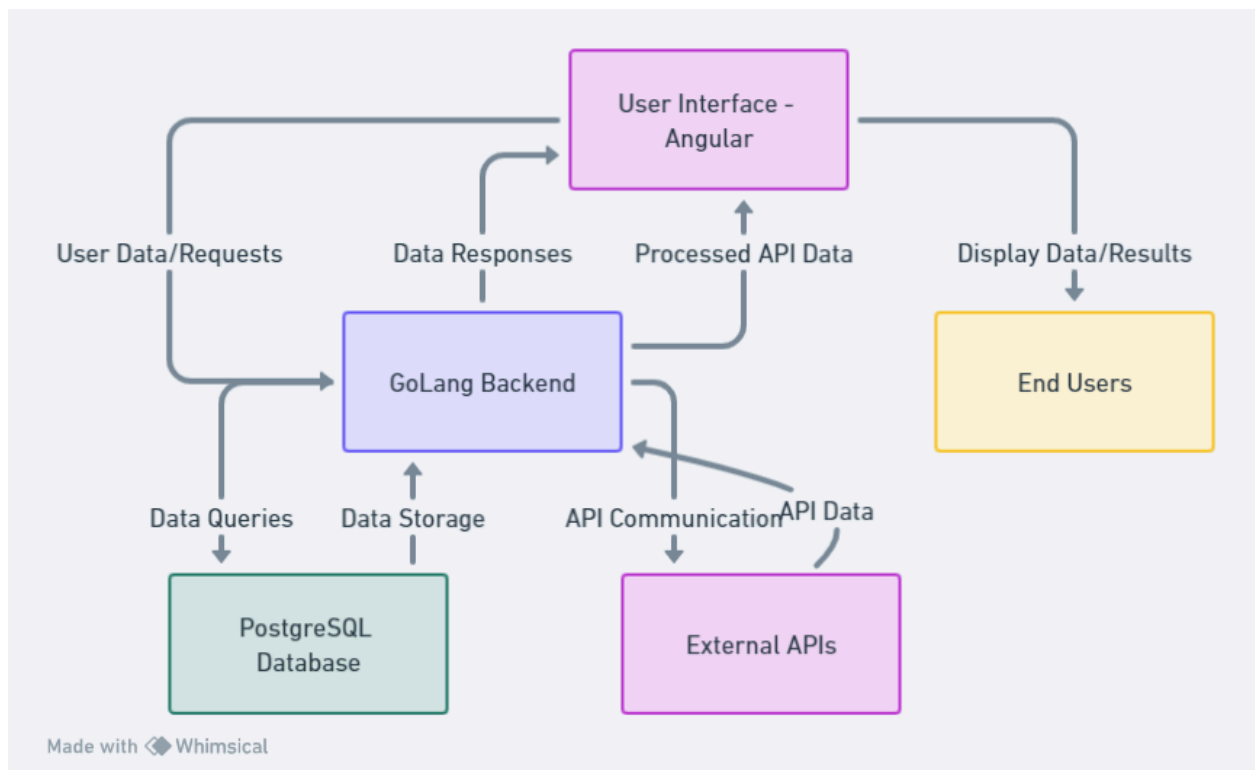 User Interface -
Angular
User Data/Requests
Data Responses
Processed API Data
Display Data/Results
GoLang Backend
End Users
Data Queries
Data Storage
API Communication
API Data
PostgreSQL
Database
External APIs
Made with Whimsical